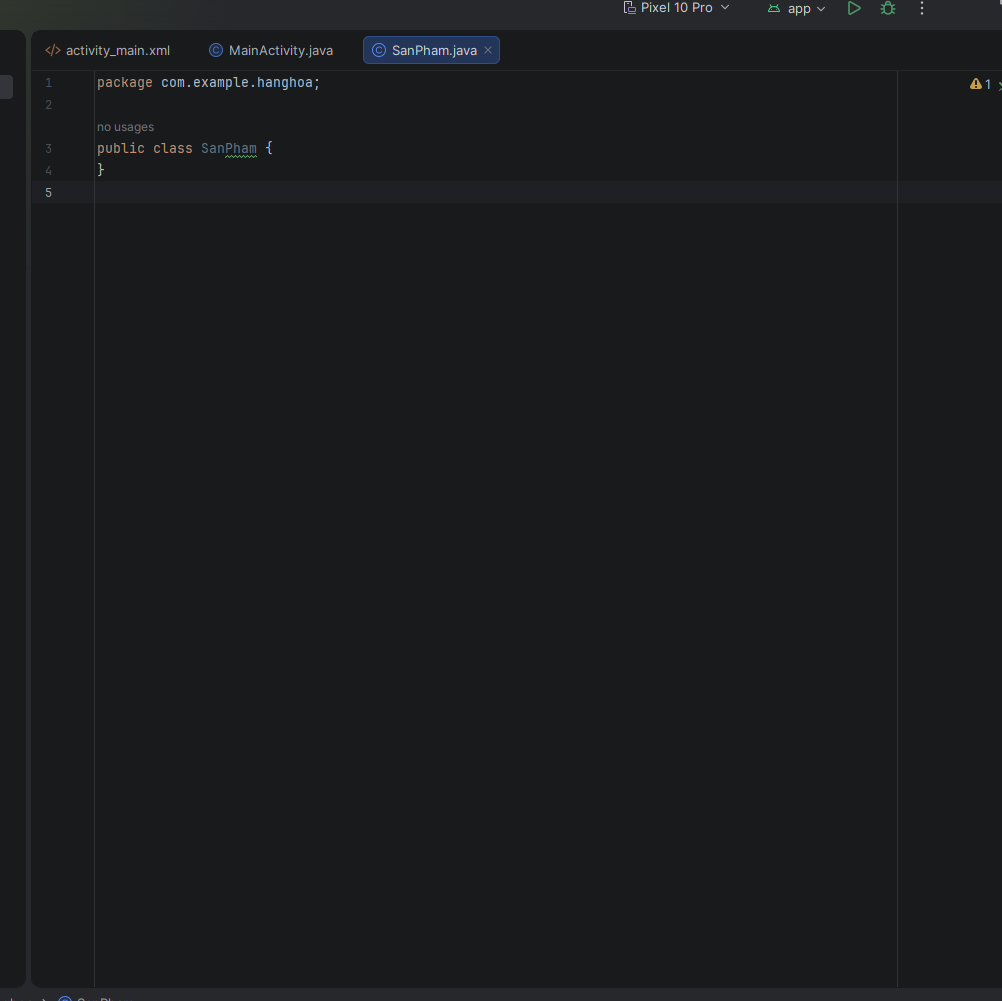 Pixel 10 Pro app
activity_main.xml MainActivity.java SanPham.java
1 package com.example.hanghoa; 1
2
no usages
3 public class SanPham {
4 }
5